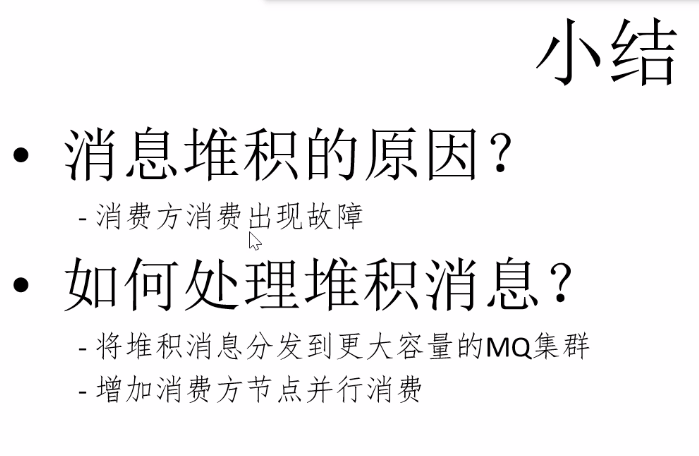 小结
• 消息堆积的原因？
- 消费方消费出现故障
• 如何处理堆积消息？
- 将堆积消息分发到更大容量的MQ集群
- 增加消费方节点并行消费